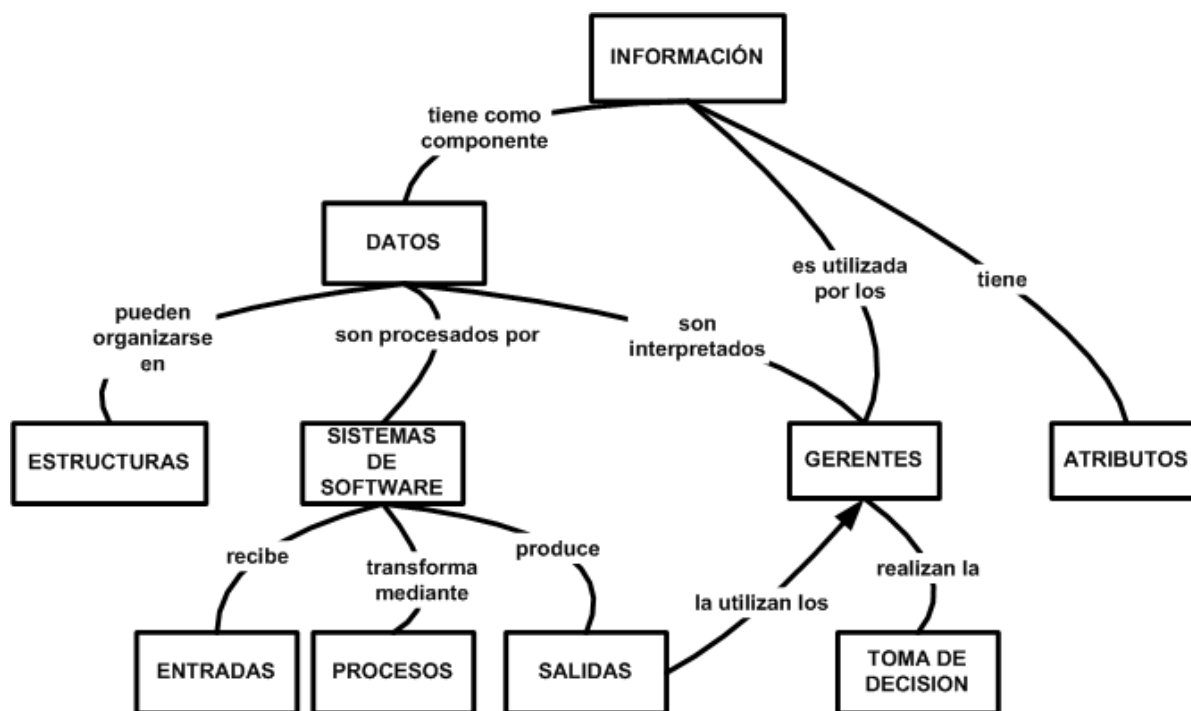 INFORMACIÓN
tiene como
componente
DATOS
es utilizada
por los
tiene
pueden
organizarse
en
son procesados por
son
interpretados
ESTRUCTURAS
SISTEMAS
DE
SOFTWARE
GERENTES
ATRIBUTOS
recibe
transforma
mediante
produce
la utilizan los
realizan la
ENTRADAS
PROCESOS
SALIDAS
TOMA DE
DECISION